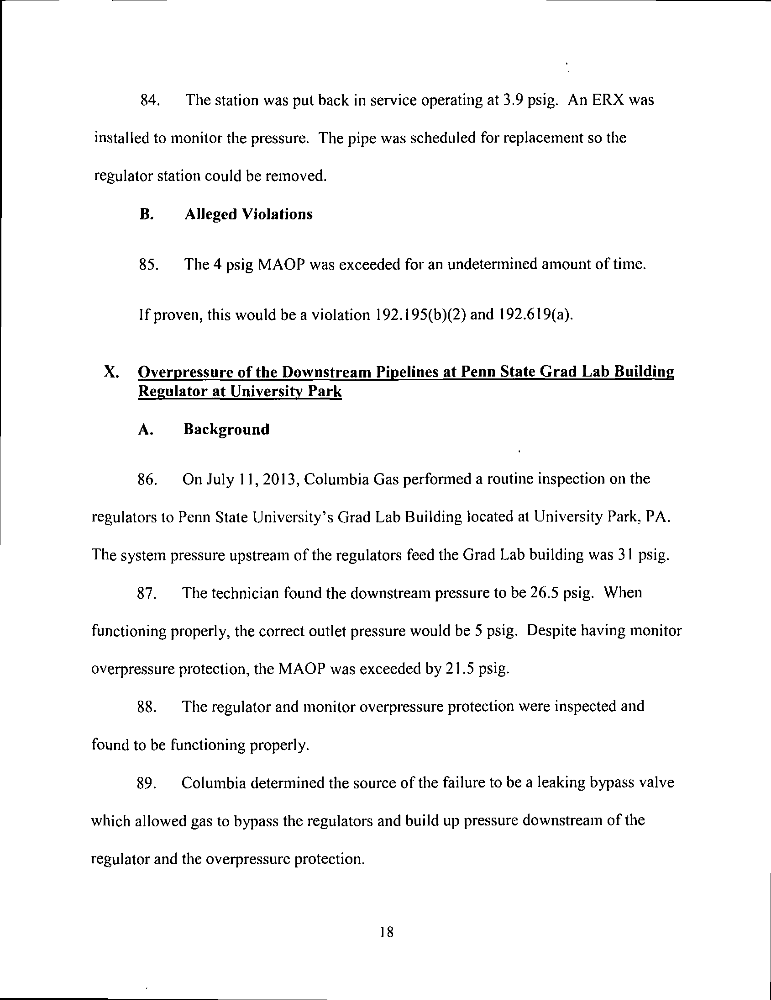 84. The station was put back in service operating at 3.9 psig. An ERX was
installed to monitor the pressure. The pipe was scheduled for replacement so the
regulator station could be removed.
B. Alleged Violations
85. The 4 psig MAOP was exceeded for an undetermined amount of time.
If proven, this would be a violation 192.195(b)(2) and 192.619(a).
X. Overpressure of the Downstream Pipelines at Penn State Grad Lab Building
Regulator at University Park
A. Background
86. On July 11, 2013, Columbia Gas performed a routine inspection on the
regulators to Penn State University's Grad Lab Building located at University Park, PA.
The system pressure upstream of the regulators feed the Grad Lab building was 31 psig.
87. The technician found the downstream pressure to be 26.5 psig. When
functioning properly, the correct outlet pressure would be 5 psig. Despite having monitor
overpressure protection, the MAOP was exceeded by 21.5 psig.
88. The regulator and monitor overpressure protection were inspected and
found to be functioning properly.
89. Columbia determined the source of the failure to be a leaking bypass valve
which allowed gas to bypass the regulators and build up pressure downstream of the
regulator and the overpressure protection.
18